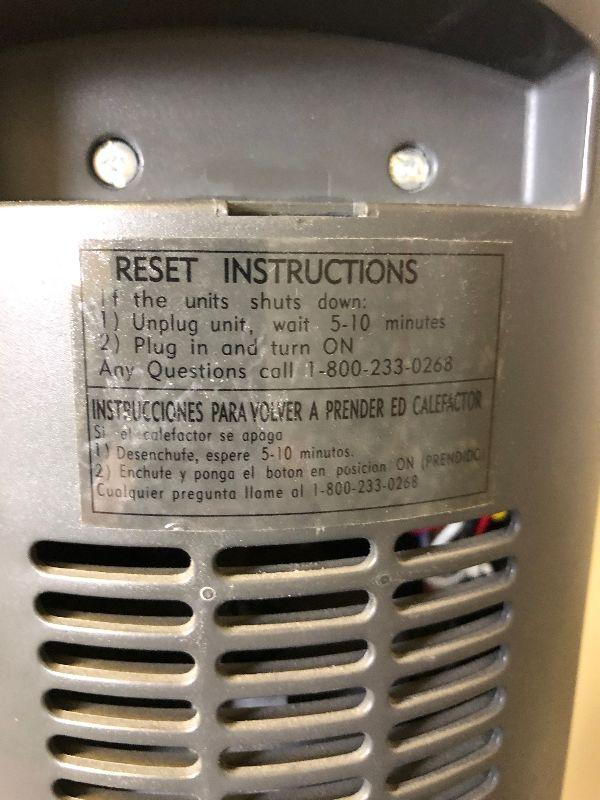 RESET INSTRUCTIONS
If the units shuts down:
1) Unplug unit, wait 5-10 minutes
2) Plug in and turn ON
Any Questions call 1-800-233-0268
INSTRUCCIONES PARA VOLVER A PRENDER ED CALEFACTOR
Si el calefactor se apaga
1) Desenchufe, espere 5-10 minutos.
2) Enchufe y ponga el boton en posicion ON (PRENDIDO)
Cualquier pregunta llame al 1-800-233-0268